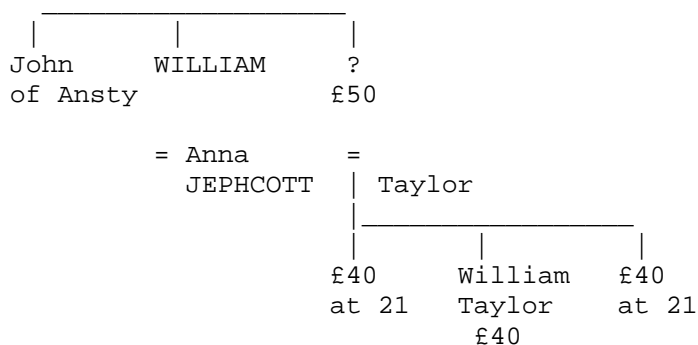 John WILLIAM ?
of Ansty £50
= Anna =
JEPHCOTT Taylor
£40 William £40
at 21 Taylor at 21
£40